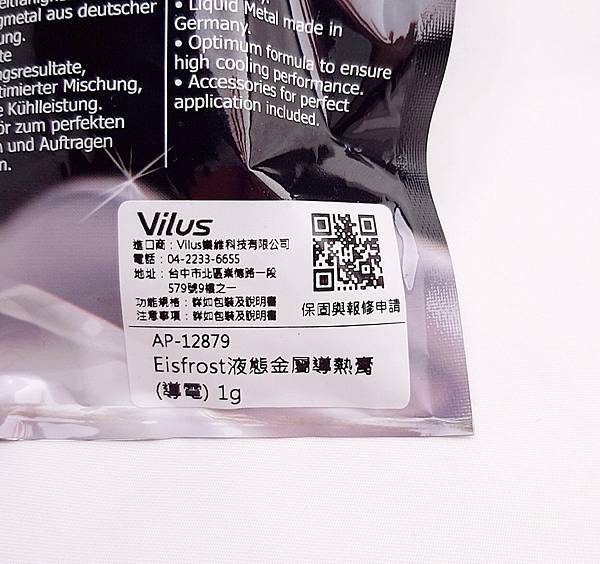 gmetal aus deutscher
ung.
te
ngsresultate,
timierter Mischung,
e Kühlleistung.
ör zum perfekten
n und Auftragen
n.
• Liquid Metal made in
Germany.
• Optimum formula to ensure
high cooling performance.
• Accessories for perfect
application included.
Vilus
進口商：Vilus樂維科技有限公司
電話：04-2233-6655
地址：台中市北區崇德路一段
579號9樓之一
功能規格：詳如包裝及說明書
注意事項：詳如包裝及說明書
保固與報修申請
AP-12879
Eisfrost液態金屬導熱膏
(導電) 1g